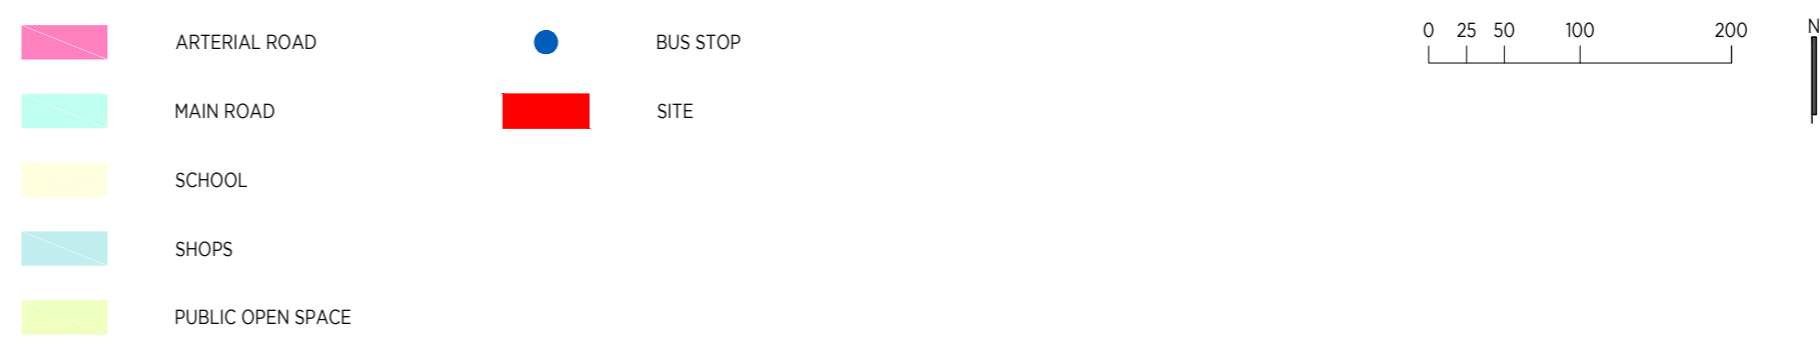 ARTERIAL ROAD
MAIN ROAD
SCHOOL
SHOPS
PUBLIC OPEN SPACE
BUS STOP
SITE
0 25 50 100 200
N